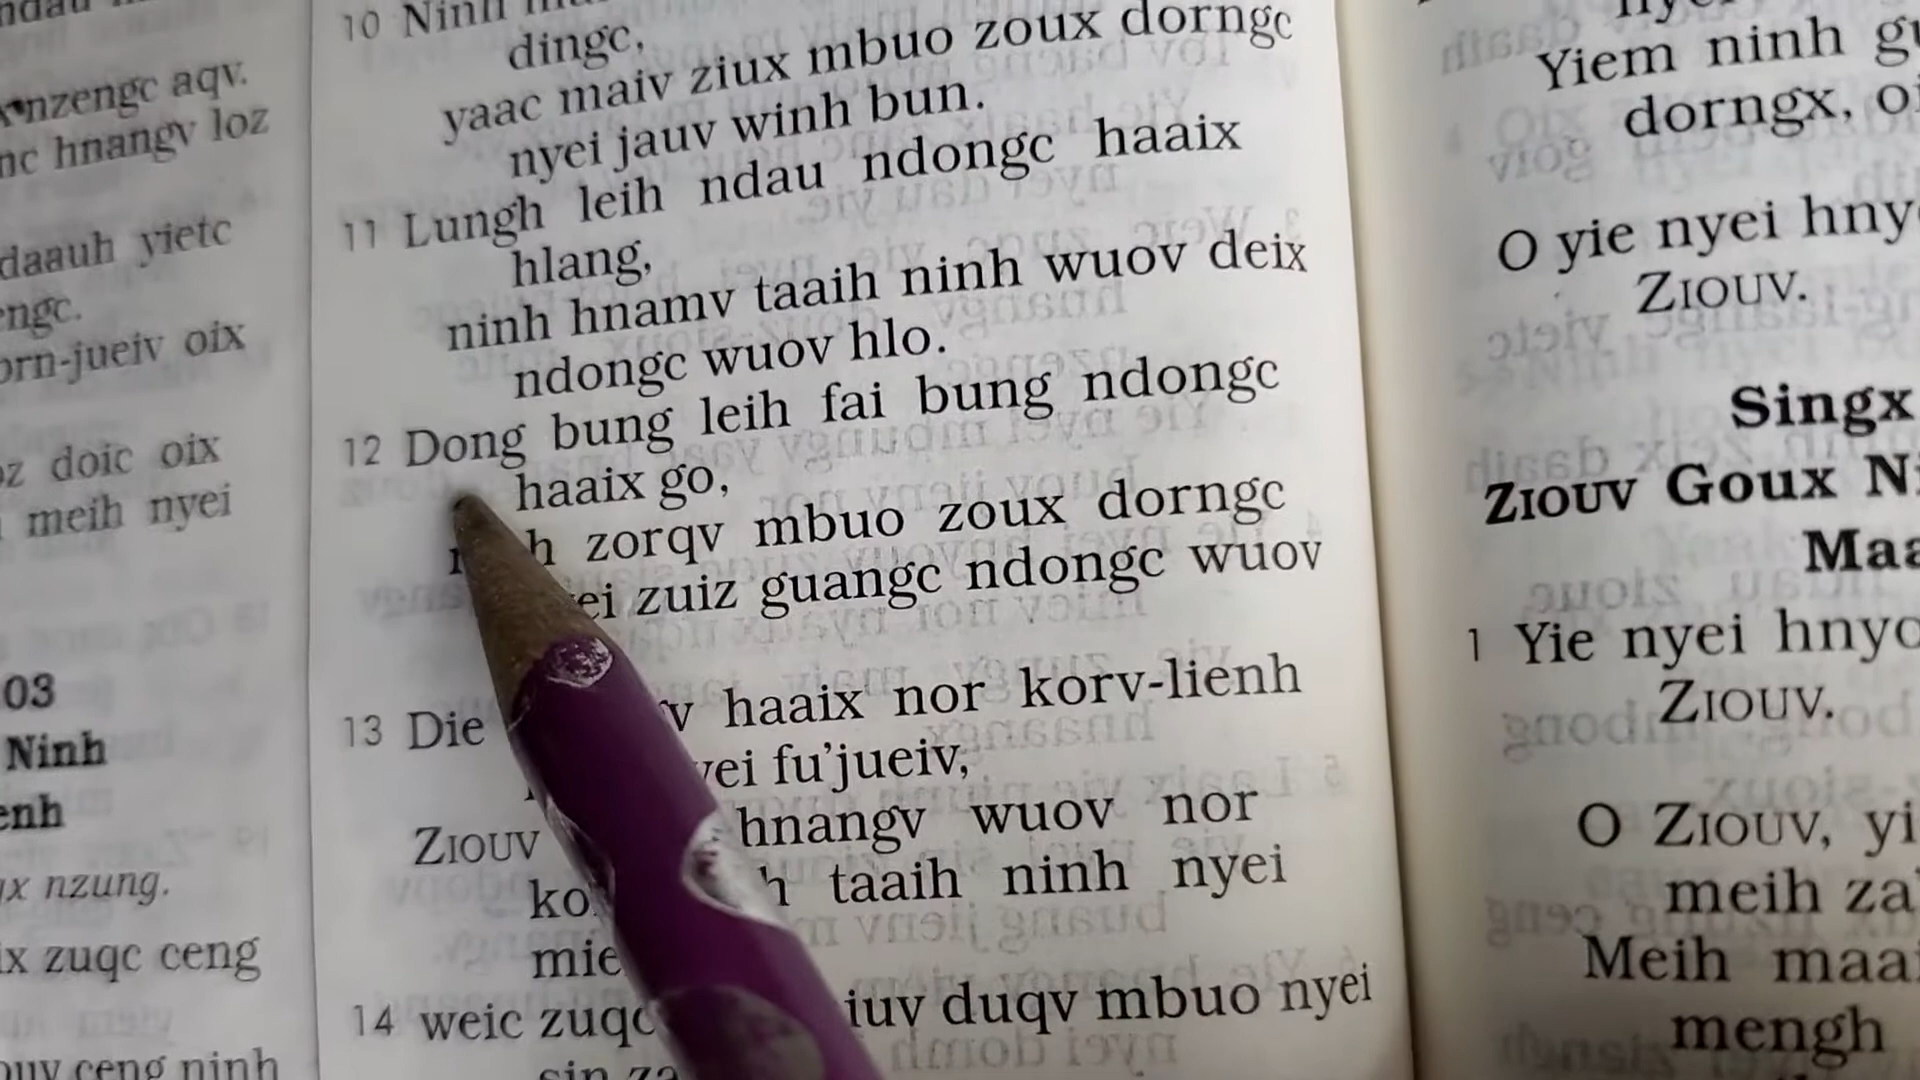 nzengc aqv.
hnangv loz
daauh yietc
oix
doic oix
meih nyei
03
Ninh
zuqc ceng
ceng ninh
10 Ninh
dingc,
yaac maiv ziux mbuo zoux dorngc
nyei jauv winh bun.
11 Lungh leih ndau ndongc haaix
hlang,
ninh hnamv taaih ninh wuov deix
ndongc wuov hlo.
12 Dong bung leih fai bung ndongc
haaix go,
zorqv mbuo zoux dorngc
zuiz guangc ndongc wuov
13 Die haaix nor korv-lienh
fu'jueiv,
ZIOUV hnangv wuov nor
taaih ninh nyei
14 weic zuqc duqv mbuo nyei
Yiem ninh
dorngx,
O yie nyei
ZIOUV.
Singx
ZIOUV Goux
1 Yie nyei
ZIOUV.
O ZIOUV,
meih
Meih
mengh